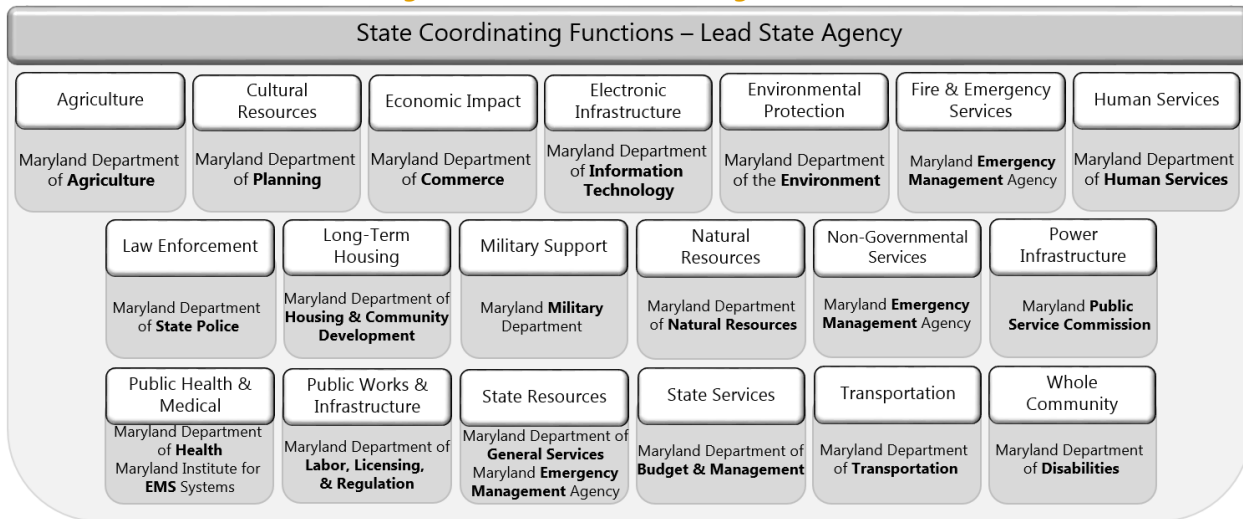 State Coordinating Functions – Lead State Agency
Agriculture
Maryland Department
of Agriculture
Cultural
Resources
Maryland Department
of Planning
Economic Impact
Maryland Department
of Commerce
Electronic
Infrastructure
Maryland Department
of Information
Technology
Environmental
Protection
Maryland Department
of the Environment
Fire & Emergency
Services
Maryland Emergency
Management Agency
Human Services
Maryland Department
of Human Services
Law Enforcement
Maryland Department
of State Police
Long-Term
Housing
Maryland Department of
Housing & Community
Development
Military Support
Maryland Military
Department
Natural
Resources
Maryland Department
of Natural Resources
Non-Governmental
Services
Maryland Emergency
Management Agency
Power
Infrastructure
Maryland Public
Service Commission
Public Health &
Medical
Maryland Department
of Health
Maryland Institute for
EMS Systems
Public Works &
Infrastructure
Maryland Department of
Labor, Licensing,
& Regulation
State Resources
Maryland Department of
General Services
Maryland Emergency
Management Agency
State Services
Maryland Department of
Budget & Management
Transportation
Maryland Department
of Transportation
Whole
Community
Maryland Department
of Disabilities